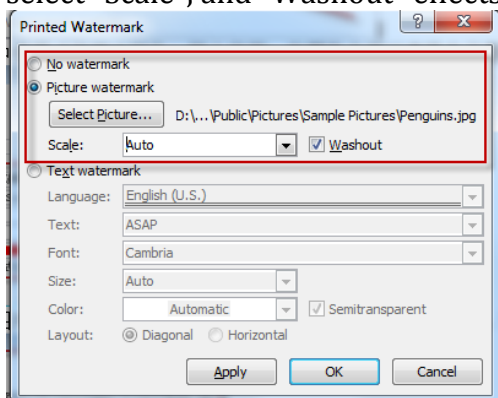 select "scale", and "Washout" effects
Printed Watermark
No watermark
Picture watermark
Select Picture... D:\...\Public\Pictures\Sample Pictures\Penguins.jpg
Scale: Auto Washout
Text watermark
Language: English (U.S.)
Text: ASAP
Font: Cambria
Size: Auto
Color: Automatic Semitransparent
Layout: Diagonal Horizontal
Apply OK Cancel